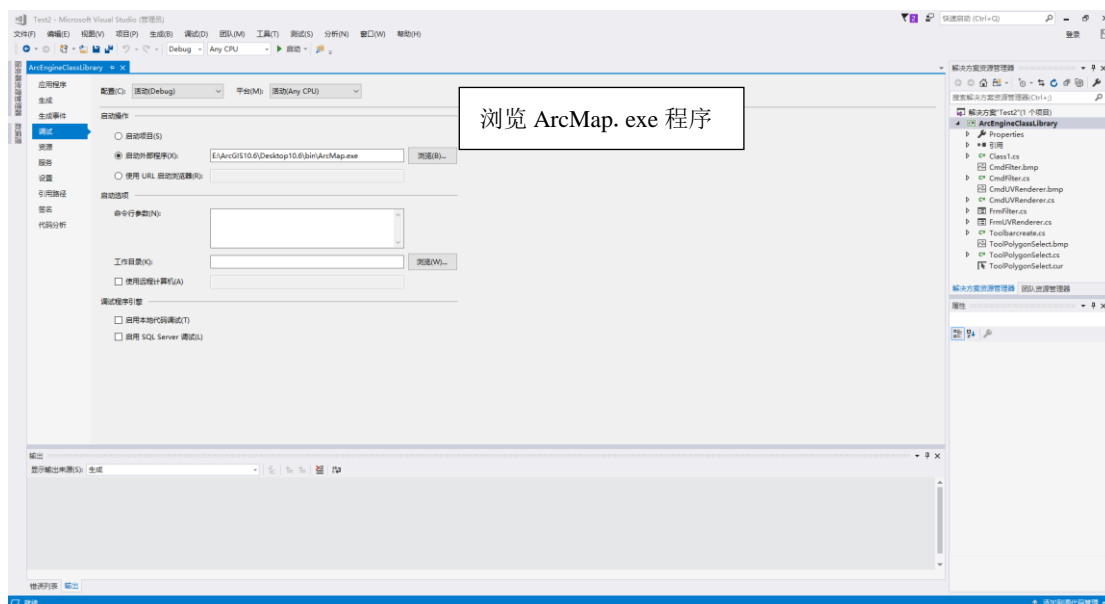 Test2 - Microsoft Visual Studio (管理员)
快速启动 (Ctrl+Q)
文件(F) 编辑(E) 视图(V) 项目(P) 生成(B) 调试(D) 团队(M) 工具(T) 测试(S) 分析(N) 窗口(W) 帮助(H)
登录
Debug Any CPU 启动
ArcEngineClassLibrary
应用程序
生成
生成事件
调试
资源
服务
设置
引用路径
签名
代码分析
配置(C): 活动(Debug) 平台(M): 活动(Any CPU)
启动操作
启动项目(S)
启动外部程序(X): E:\ArcGIS10.6\Desktop10.6\bin\ArcMap.exe 浏览(B)...
使用 URL 启动浏览器(R):
启动选项
命令行参数(N):
工作目录(K): 浏览(W)...
使用远程计算机(A)
调试程序引擎
启用本地代码调试(T)
启用 SQL Server 调试(L)
浏览 ArcMap. exe 程序
解决方案资源管理器
搜索解决方案资源管理器(Ctrl+;)
解决方案"Test2"(1 个项目)
ArcEngineClassLibrary
Properties
引用
Class1.cs
CmdFilter.bmp
CmdFilter.cs
CmdUVRenderer.bmp
CmdUVRenderer.cs
FrmFilter.cs
FrmUVRenderer.cs
Toolbarcreate.cs
ToolPolygonSelect.bmp
ToolPolygonSelect.cs
ToolPolygonSelect.cur
解决方案资源管理器 团队资源管理器
属性
输出
显示输出来源(S): 生成
错误列表 输出
就绪
添加到源代码管理